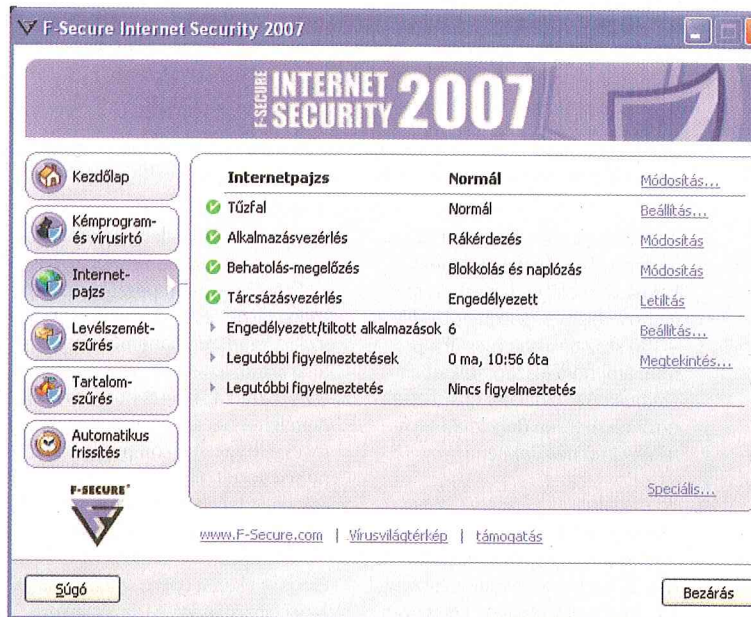 F-Secure Internet Security 2007
F-SECURE INTERNET SECURITY 2007
Kezdőlap
Kémprogram-
és vírusirtó
Internet-
pajzs
Levélszemét-
szűrés
Tartalom-
szűrés
Automatikus
frissítés
F-SECURE®
Internetpajzs Normál Módosítás...
Tűzfal Normál Beállítás...
Alkalmazásvezérlés Rákérdezés Módosítás
Behatolás-megelőzés Blokkolás és naplózás Módosítás
Tárcsázásvezérlés Engedélyezett Letiltás
Engedélyezett/tiltott alkalmazások 6 Beállítás...
Legutóbbi figyelmeztetések 0 ma, 10:56 óta Megtekintés...
Legutóbbi figyelmeztetés Nincs figyelmeztetés
Speciális...
www.F-Secure.com | Vírusvilágtérkép | támogatás
Súgó
Bezárás